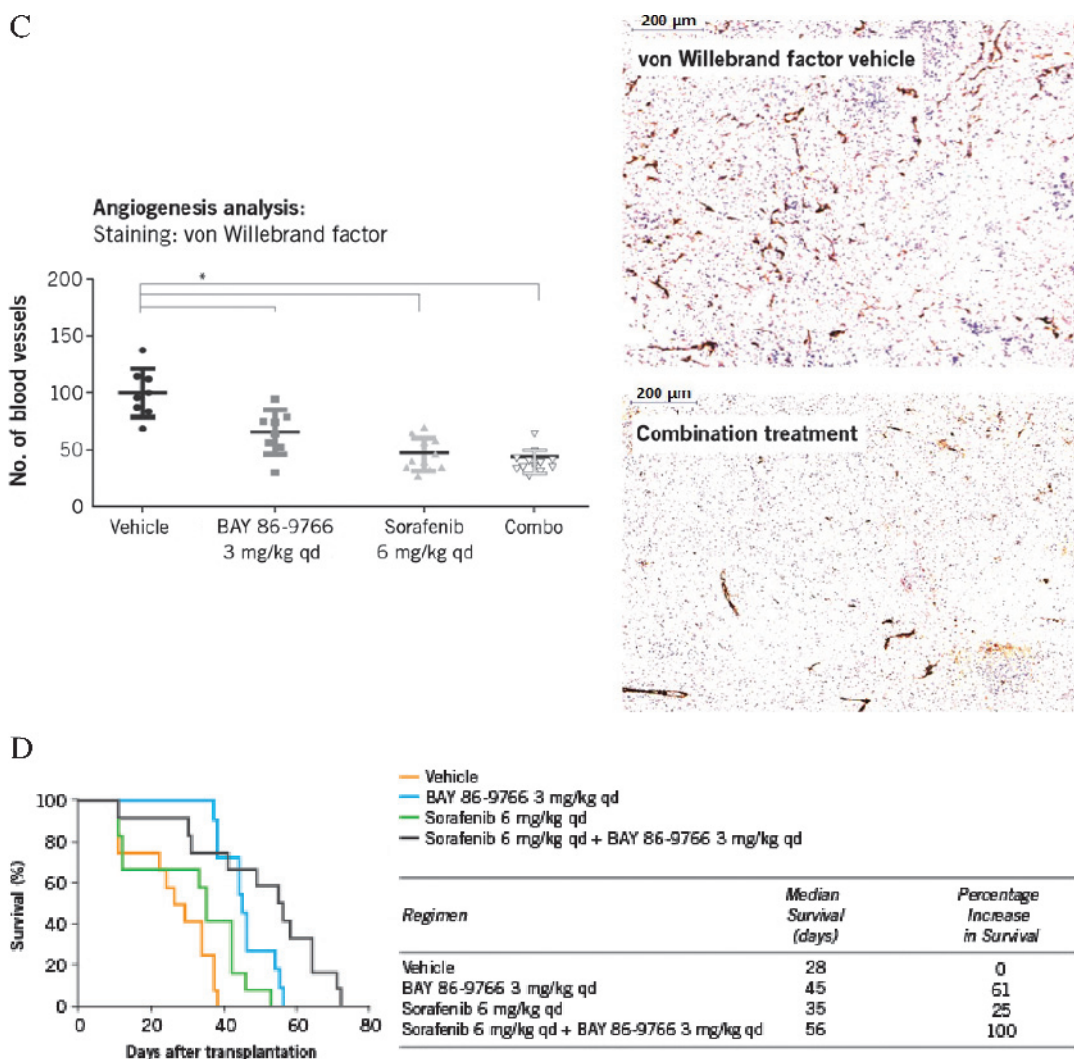 C
200 µm
von Willebrand factor vehicle
Angiogenesis analysis:
Staining: von Willebrand factor
No. of blood vessels
200
150
100
50
0
*
Vehicle
BAY 86-9766
3 mg/kg qd
Sorafenib
6 mg/kg qd
Combo
200 µm
Combination treatment
D
Survival (%)
100
80
60
40
20
0
0 20 40 60 80
Days after transplantation
Vehicle
BAY 86-9766 3 mg/kg qd
Sorafenib 6 mg/kg qd
Sorafenib 6 mg/kg qd + BAY 86-9766 3 mg/kg qd
Regimen Median Survival (days) Percentage Increase in Survival
Vehicle 28 0
BAY 86-9766 3 mg/kg qd 45 61
Sorafenib 6 mg/kg qd 35 25
Sorafenib 6 mg/kg qd + BAY 86-9766 3 mg/kg qd 56 100